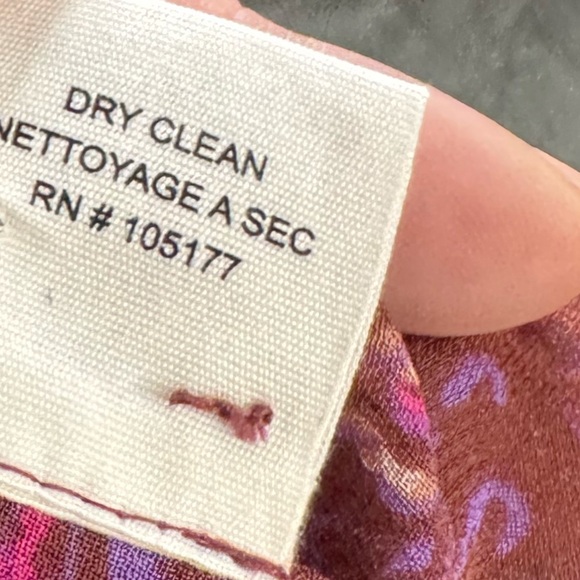 DRY CLEAN
NETTOYAGE A SEC
RN # 105177